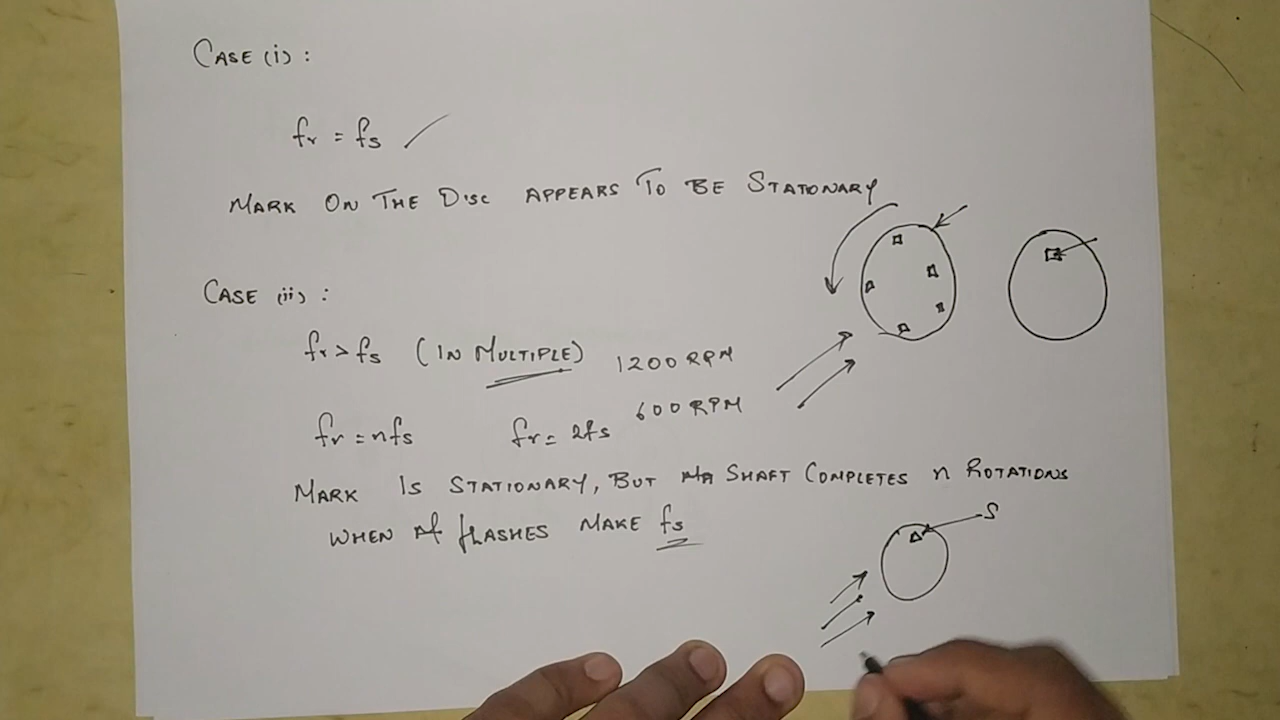 CASE (i) :
fr = fs
MARK ON THE DISC APPEARS TO BE STATIONARY
CASE (ii) :
fr > fs (IN MULTIPLE) 1200 RPM
600 RPM
fr = nfs fr = 2fs
MARK IS STATIONARY, BUT SHAFT COMPLETES n ROTATIONS
WHEN FLASHES MAKE fs
S